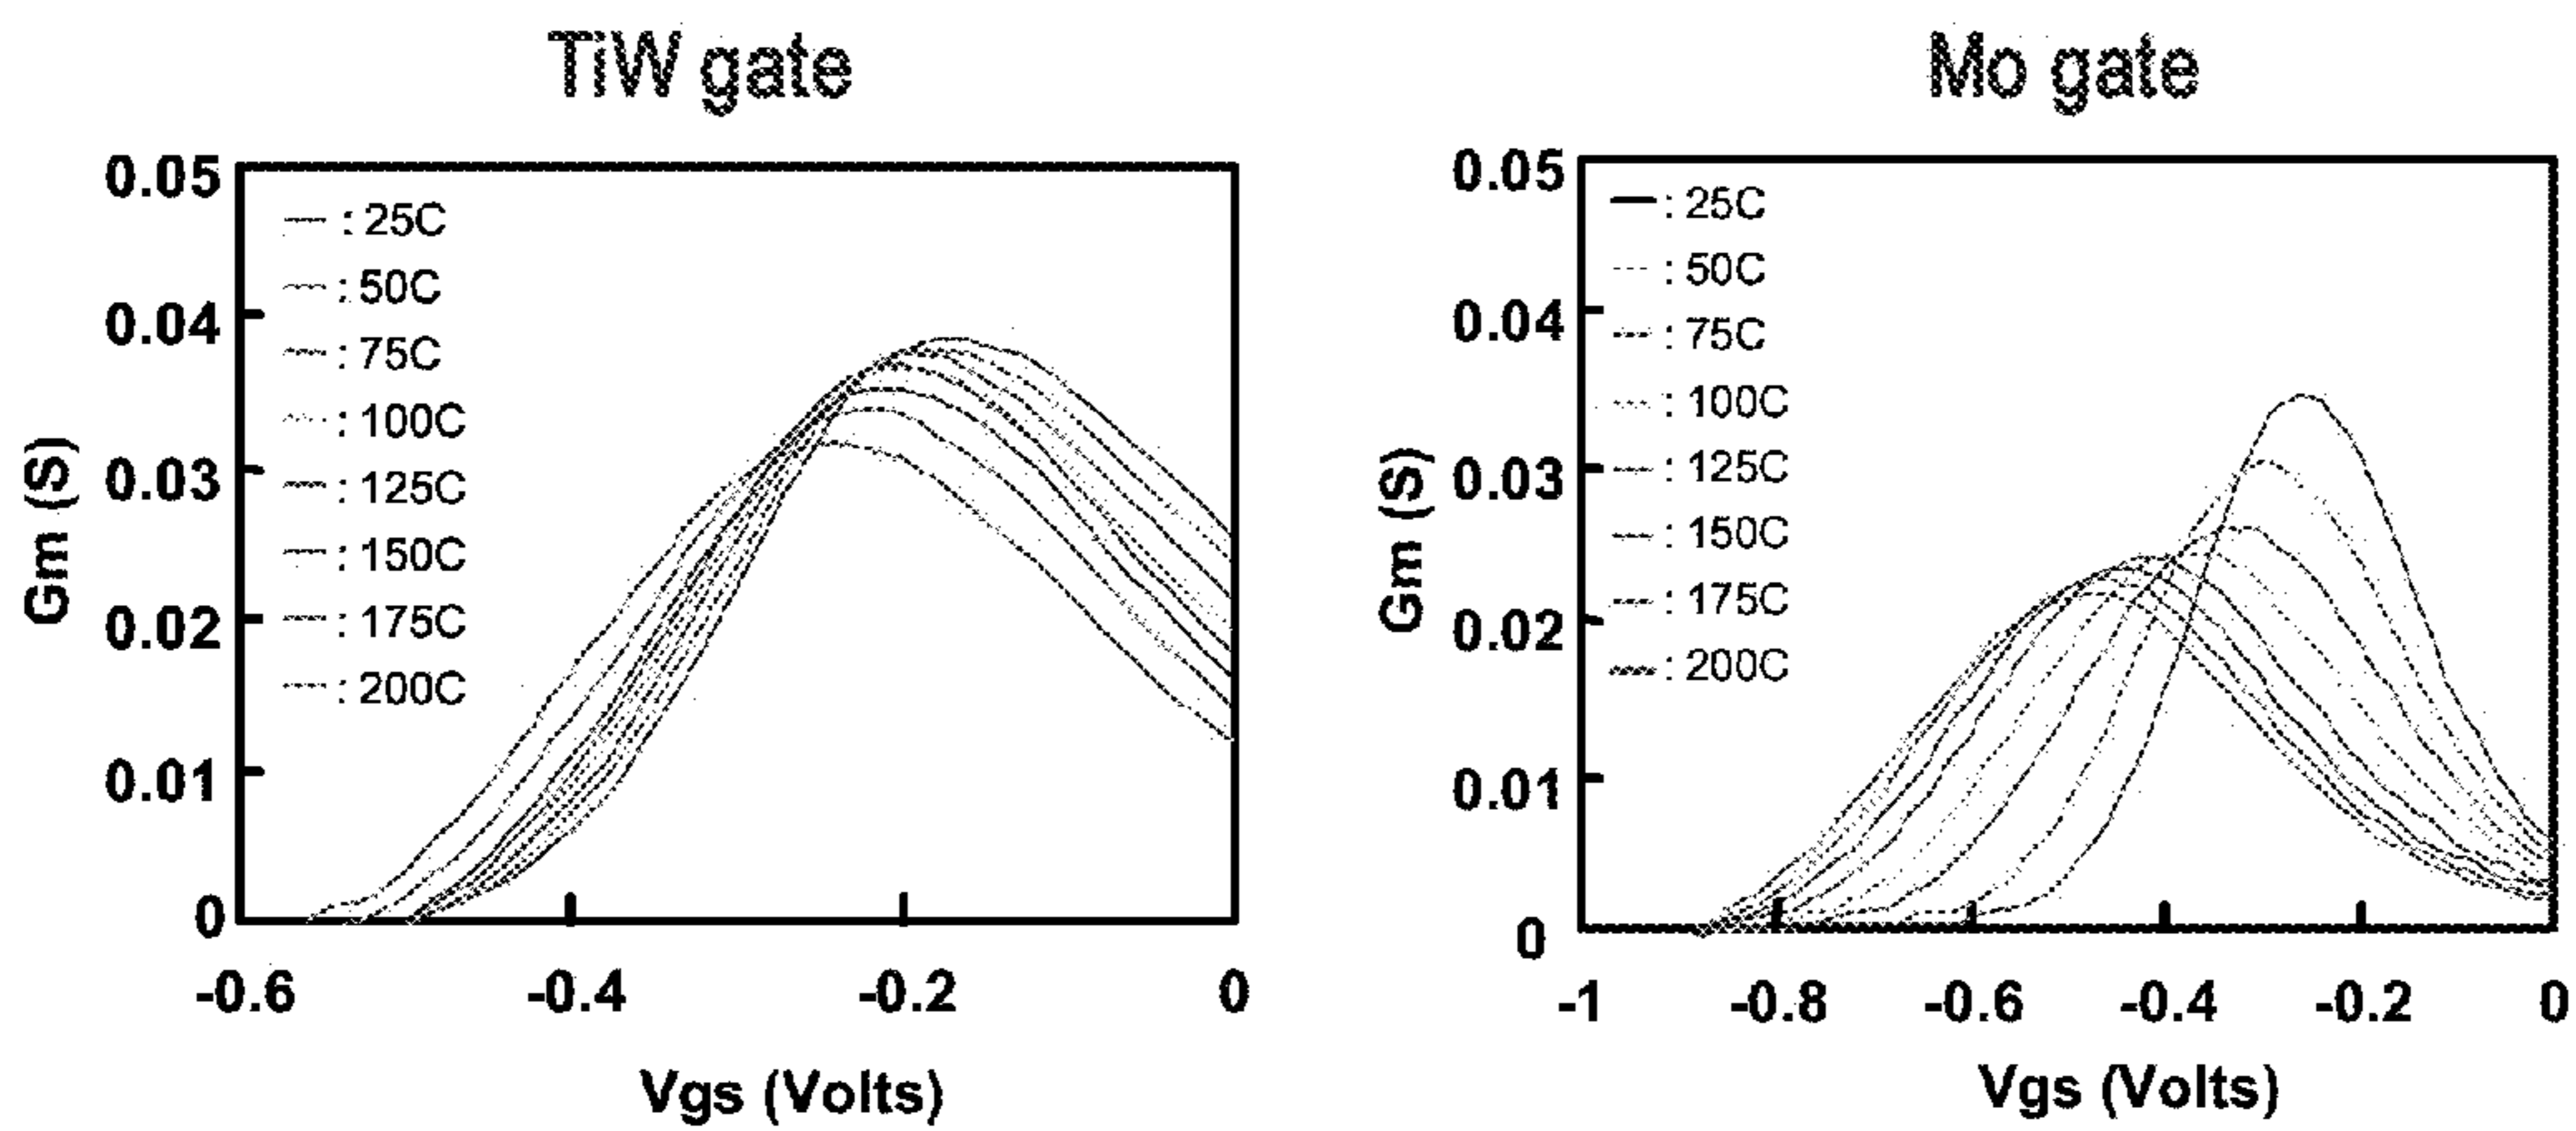 TiW gate
0.05
0.04
0.03
0.02
0.01
0
Gm (S)
: 25C
: 50C
: 75C
: 100C
: 125C
: 150C
: 175C
: 200C
-0.6 -0.4 -0.2 0
Vgs (Volts)
Mo gate
0.05
0.04
0.03
0.02
0.01
0
Gm (S)
: 25C
: 50C
: 75C
: 100C
: 125C
: 150C
: 175C
: 200C
-1 -0.8 -0.6 -0.4 -0.2 0
Vgs (Volts)